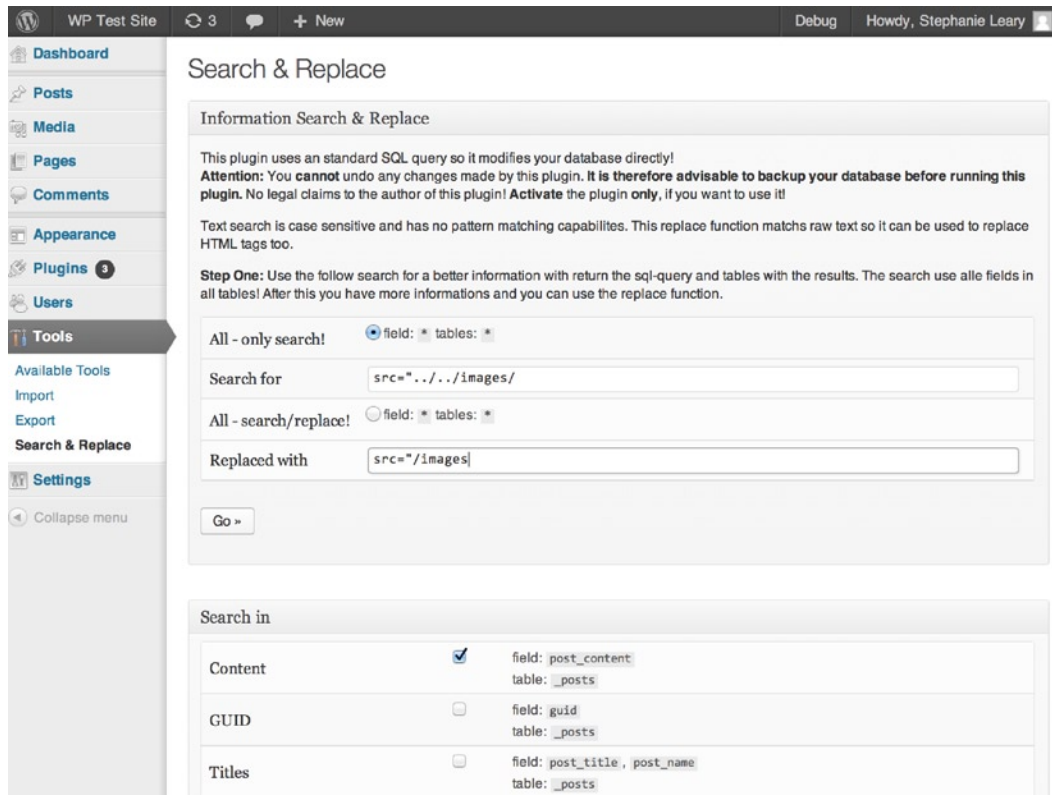 WP Test Site 3 + New Debug Howdy, Stephanie Leary
Dashboard
Posts
Media
Pages
Comments
Appearance
Plugins 3
Users
Tools
Available Tools
Import
Export
Search & Replace
Settings
Collapse menu
Search & Replace
Information Search & Replace
This plugin uses an standard SQL query so it modifies your database directly!
Attention: You cannot undo any changes made by this plugin. It is therefore advisable to backup your database before running this
plugin. No legal claims to the author of this plugin! Activate the plugin only, if you want to use it!
Text search is case sensitive and has no pattern matching capabilites. This replace function matchs raw text so it can be used to replace
HTML tags too.
Step One: Use the follow search for a better information with return the sql-query and tables with the results. The search use alle fields in
all tables! After this you have more informations and you can use the replace function.
All - only search! field: * tables: *
Search for src="../../images/
All - search/replace! field: * tables: *
Replaced with src="/images
Go »
Search in
Content field: post_content
table: _posts
GUID field: guid
table: _posts
Titles field: post_title , post_name
table: _posts